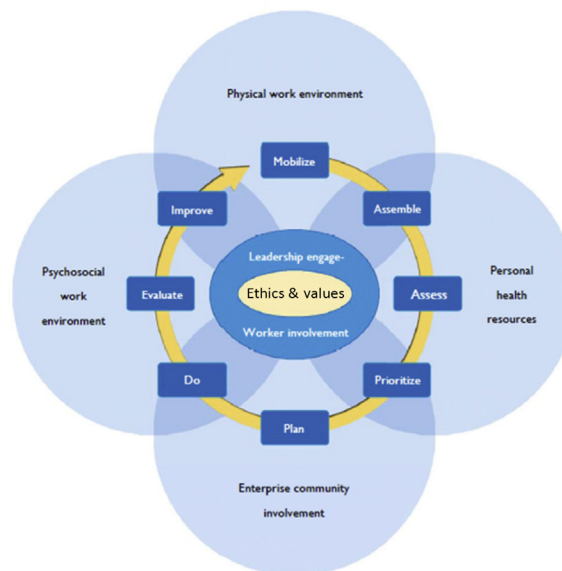 Physical work environment
Mobilize
Improve
Assemble
Leadership engage-
Psychosocial
work
environment
Evaluate
Ethics & values
Assess
Personal
health
resources
Worker involvement
Do
Prioritize
Plan
Enterprise community
involvement